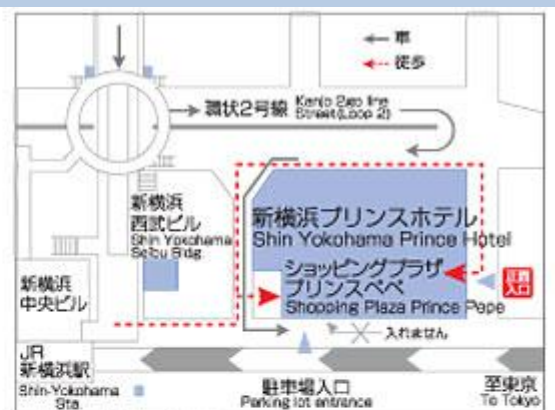 車
徒歩
環状2号線
Kanjo 2go line
Street(Loop 2)
新横浜
西武ビル
Shin Yokohama
Seibu Bldg.
新横浜プリンスホテル
Shin Yokohama Prince Hotel
ショッピングプラザ
プリンスペペ
Shopping Plaza Prince Pepe
正面
入口
新横浜
中央ビル
入れません
JR
新横浜駅
Shin-Yokohama
Sta.
駐車場入口
Parking lot entrance
至東京
To Tokyo